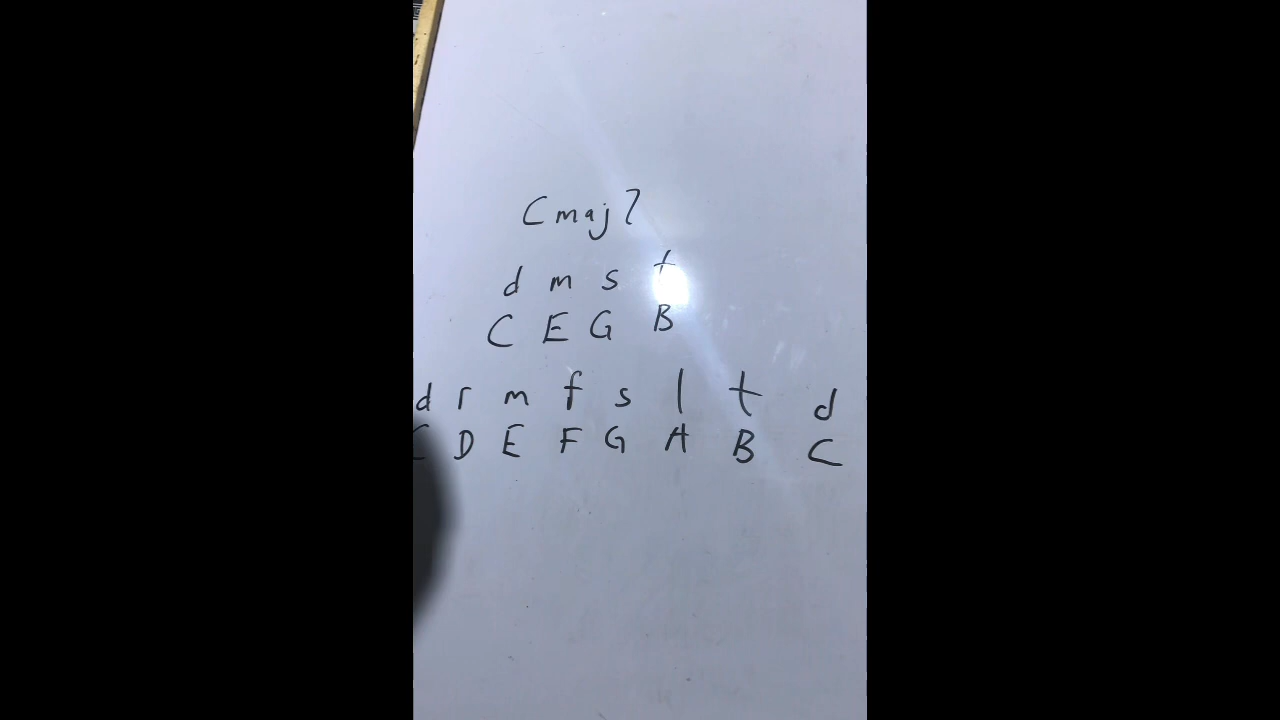 Cmaj7
d m s t
C E G B
d r m f s l t d
C D E F G A B C